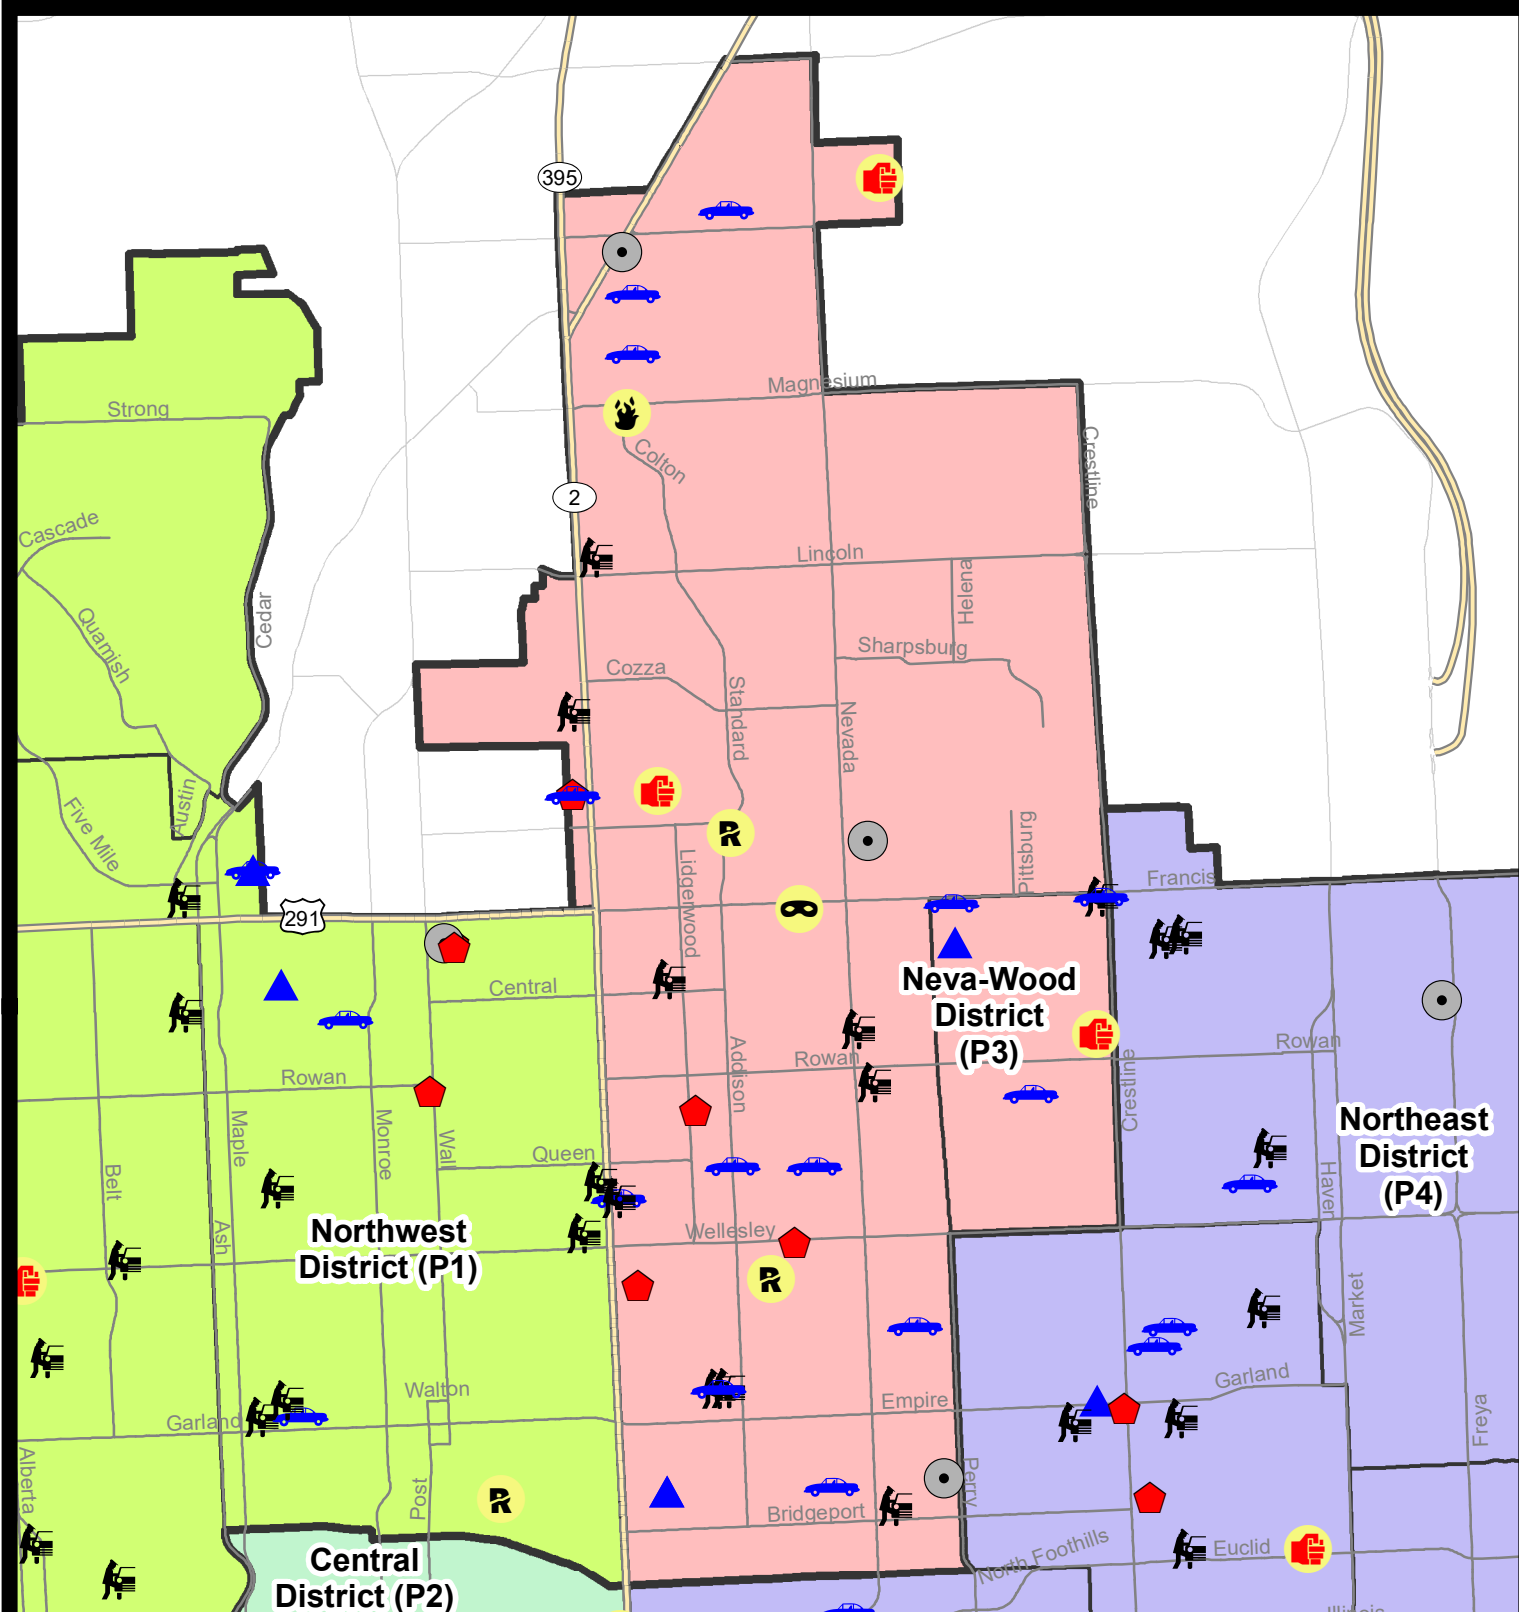 395
Magnesium
Strong
Colton
Crestline
2
Cascade
Lincoln
Helena
Cedar
Quamish
Sharpsburg
Cozza
Standard
Nevada
Five Mile
Austin
Pittsburg
Lidgerwood
Francis
291
Neva-Wood
District
(P3)
Central
Addison
Rowan
Rowan
Crestline
Rowan
Maple
Monroe
Wall
Northeast
District
(P4)
Queen
Belt
Haven
Ash
Northwest
District (P1)
Wellesley
Market
Walton
Garland
Empire
Garland
Freya
Alberta
Post
Perry
Bridgeport
Euclid
North Foothills
Central
District (P2)
R
R
R